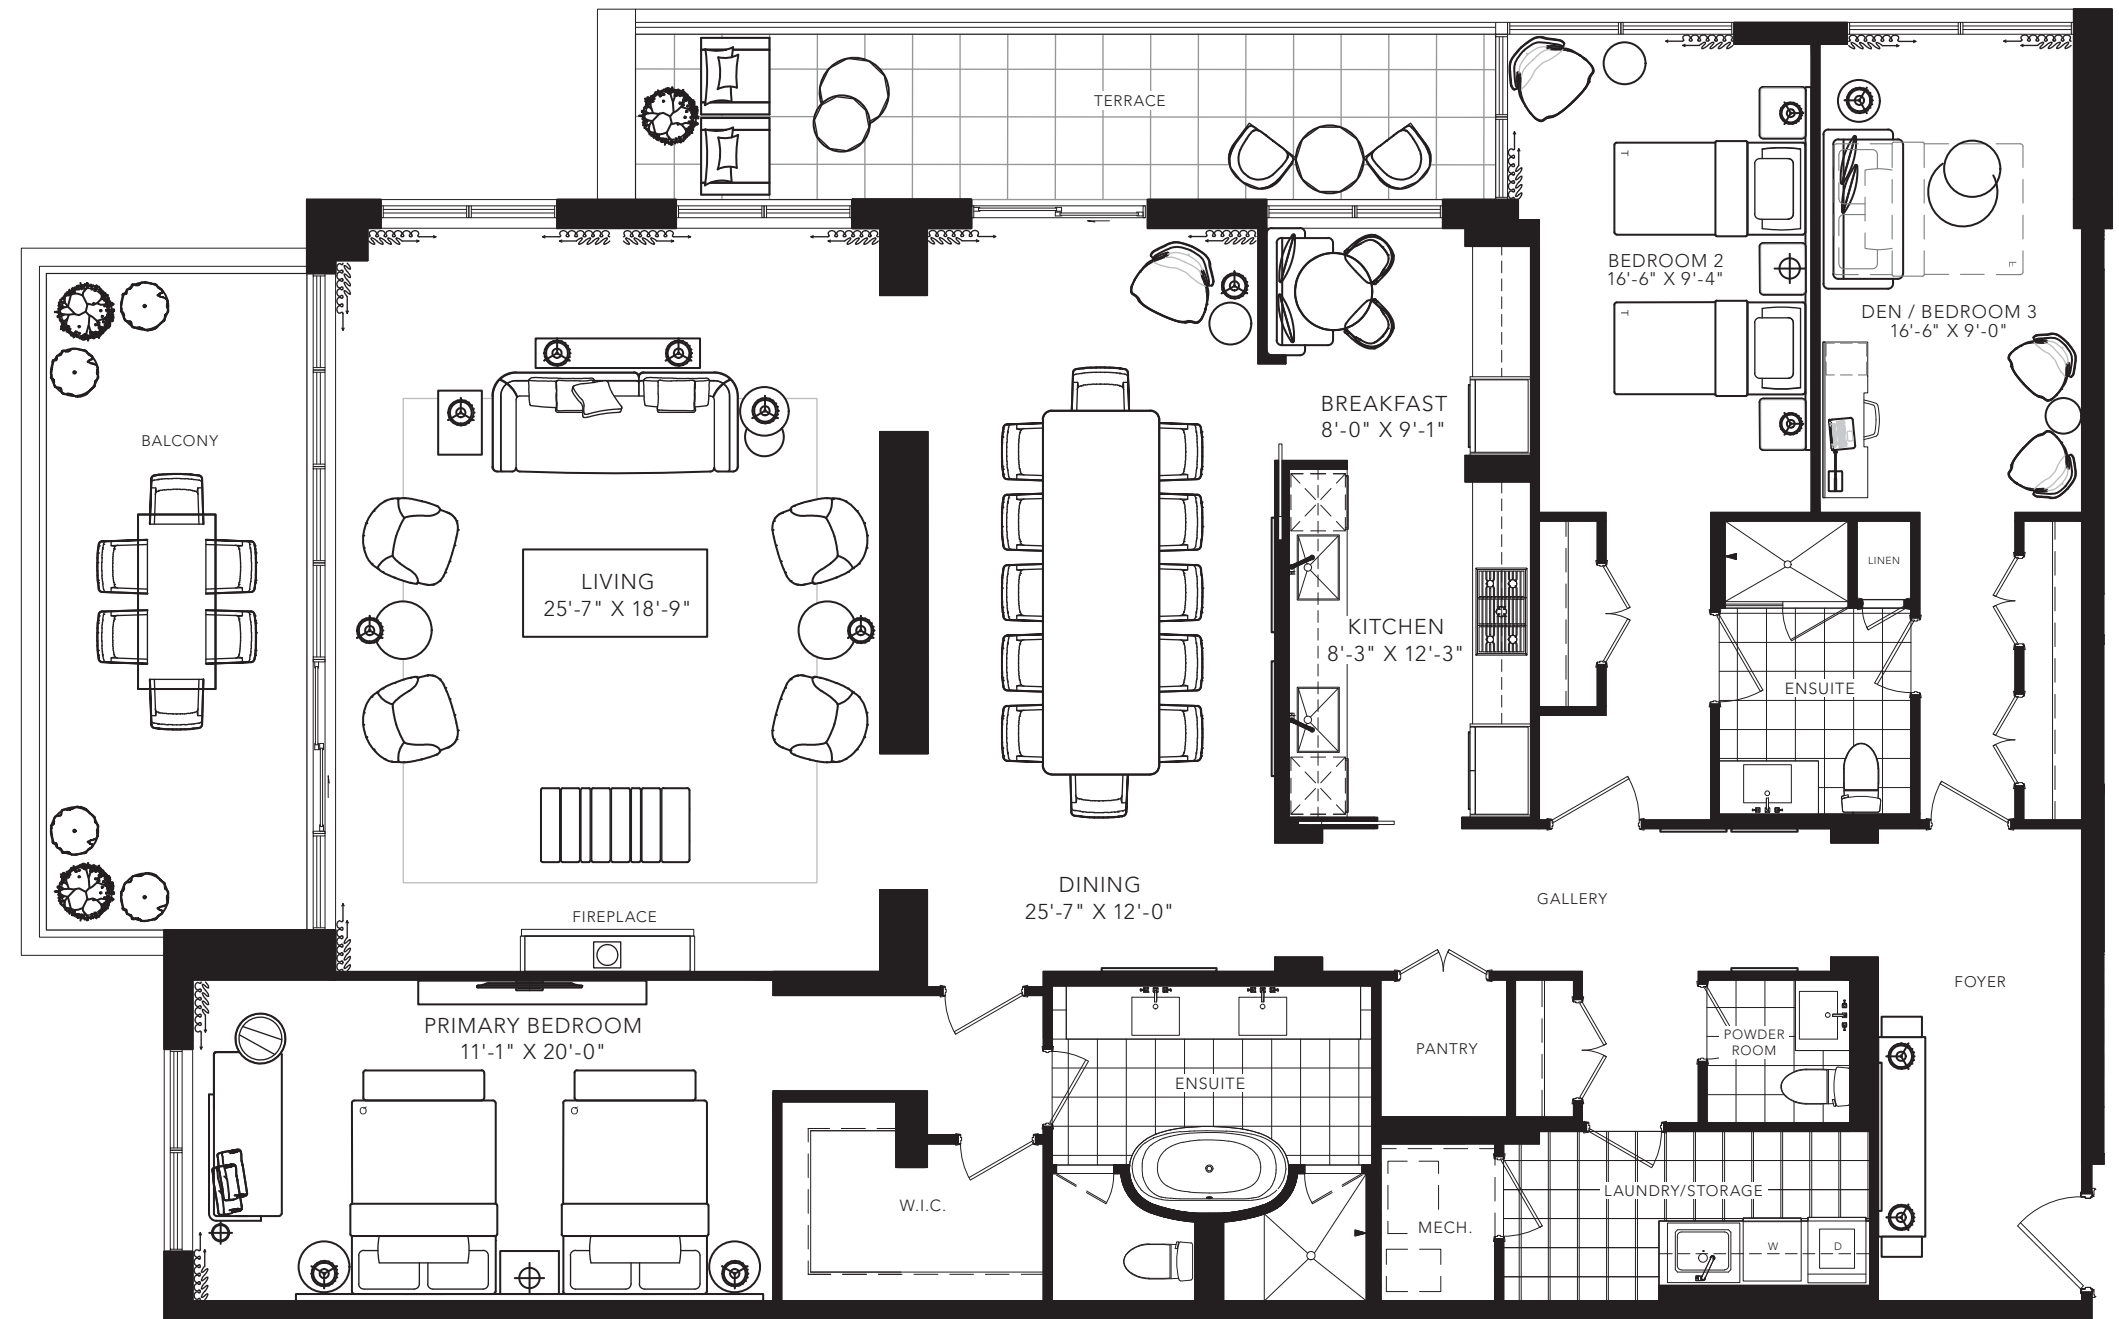 TERRACE
BEDROOM 2
16'-6" X 9'-4"
DEN / BEDROOM 3
16'-6" X 9'-0"
BREAKFAST
8'-0" X 9'-1"
BALCONY
LIVING
25'-7" X 18'-9"
KITCHEN
8'-3" X 12'-3"
LINEN
ENSUITE
DINING
25'-7" X 12'-0"
GALLERY
FIREPLACE
FOYER
PRIMARY BEDROOM
11'-1" X 20'-0"
PANTRY
POWDER
ROOM
ENSUITE
W.I.C.
MECH.
LAUNDRY/STORAGE
W
D